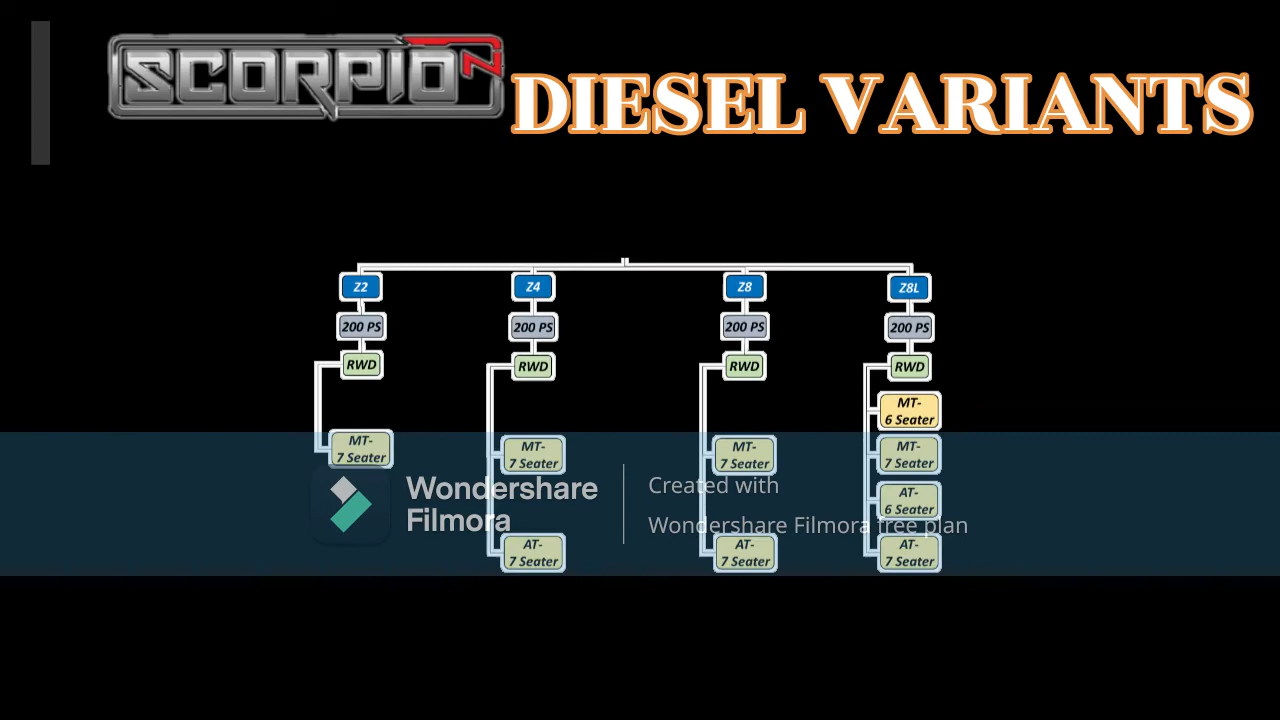 SCORPIO N
DIESEL VARIANTS
Z2
Z4
Z8
Z8L
200 PS
200 PS
200 PS
200 PS
RWD
RWD
RWD
RWD
MT-
6 Seater
MT-
7 Seater
MT-
7 Seater
MT-
7 Seater
MT-
7 Seater
AT-
6 Seater
AT-
7 Seater
AT-
7 Seater
AT-
7 Seater
Wondershare
Filmora
Created with
Wondershare Filmora free plan